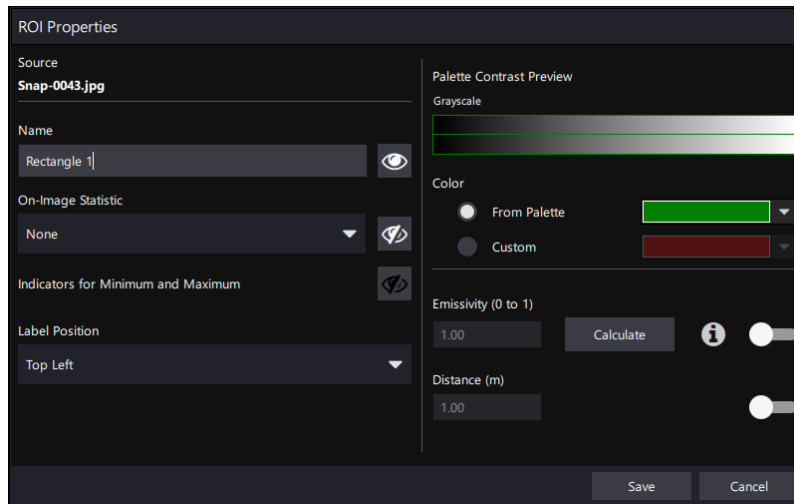 ROI Properties
Source
Snap-0043.jpg
Name
Rectangle 1
On-Image Statistic
None
Indicators for Minimum and Maximum
Label Position
Top Left
Palette Contrast Preview
Grayscale
Color
From Palette
Custom
Emissivity (0 to 1)
1.00 Calculate
Distance (m)
1.00
Save Cancel